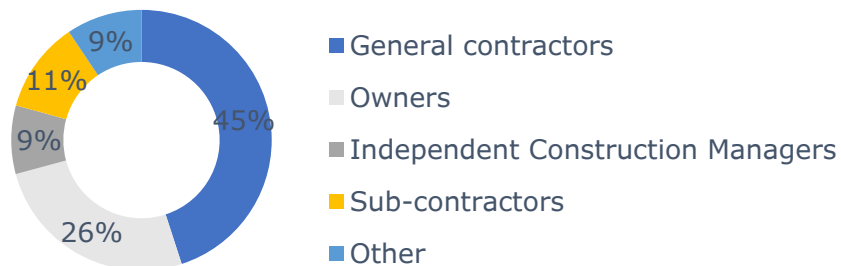 9%
11%
45%
9%
26%
General contractors
Owners
Independent Construction Managers
Sub-contractors
Other